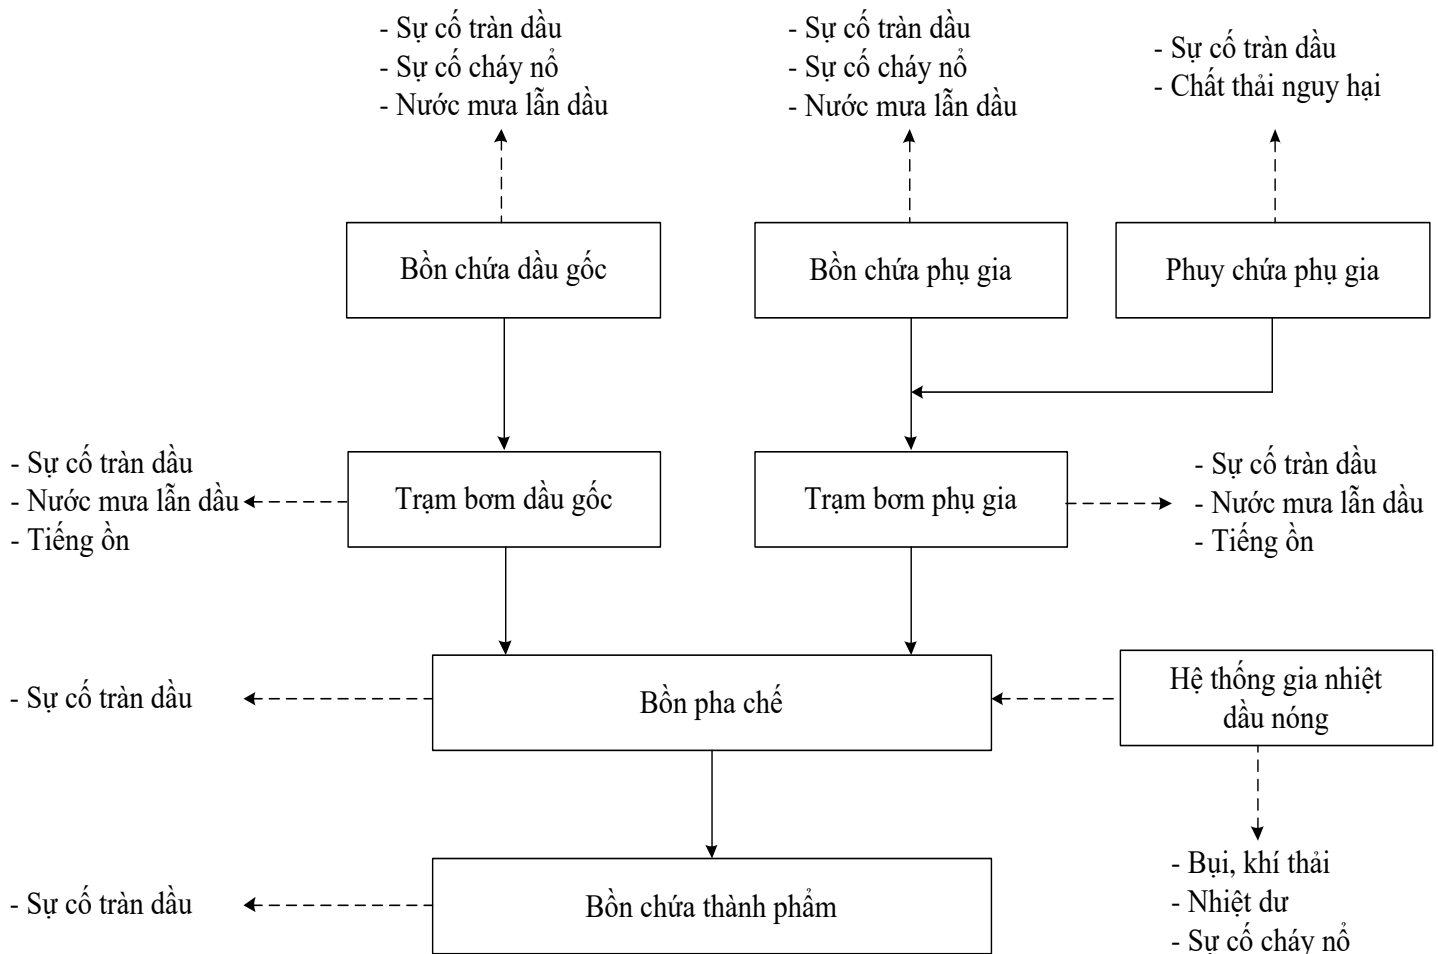 - Sự cố tràn dầu
- Sự cố cháy nổ
- Nước mưa lẫn dầu
- Sự cố tràn dầu
- Sự cố cháy nổ
- Nước mưa lẫn dầu
- Sự cố tràn dầu
- Chất thải nguy hại
Bồn chứa dầu gốc
Bồn chứa phụ gia
Phuy chứa phụ gia
- Sự cố tràn dầu
- Nước mưa lẫn dầu
- Tiếng ồn
Trạm bơm dầu gốc
Trạm bơm phụ gia
- Sự cố tràn dầu
- Nước mưa lẫn dầu
- Tiếng ồn
- Sự cố tràn dầu
Bồn pha chế
Hệ thống gia nhiệt
dầu nóng
- Sự cố tràn dầu
Bồn chứa thành phẩm
- Bụi, khí thải
- Nhiệt dư
- Sự cố cháy nổ